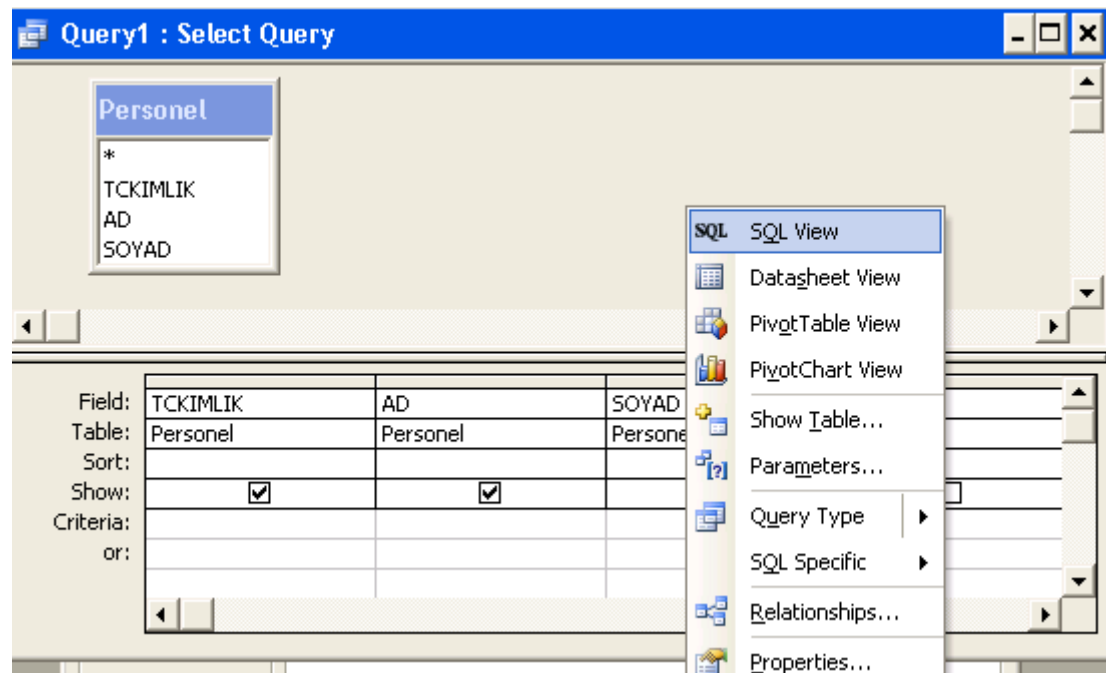 Query1 : Select Query
Personel
*
TCKIMLIK
AD
SOYAD
SQL SQL View
Datasheet View
PivotTable View
PivotChart View
Show Table...
Parameters...
Query Type
SQL Specific
Relationships...
Properties...
Field: TCKIMLIK AD SOYAD
Table: Personel Personel Persone
Sort:
Show:
Criteria:
or: